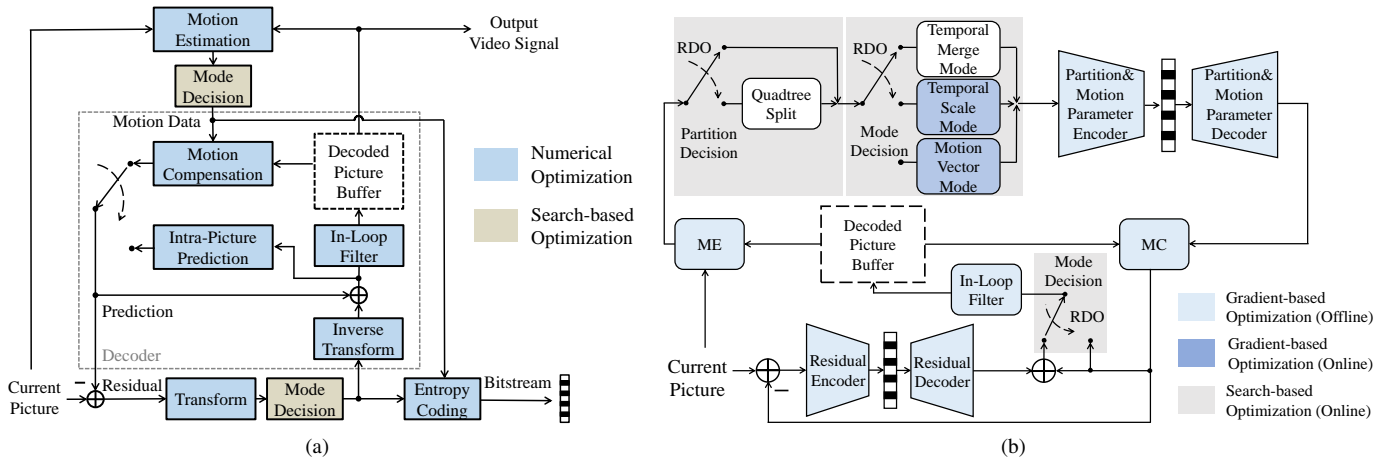 Motion
Estimation
Output
Video Signal
Mode
Decision
Motion Data
Motion
Compensation
Decoded
Picture
Buffer
Numerical
Optimization
Search-based
Optimization
Intra-Picture
Prediction
In-Loop
Filter
Prediction
Inverse
Transform
Decoder
Current
Picture
Residual
Transform
Mode
Decision
Entropy
Coding
Bitstream
(a)
RDO
Quadtree
Split
Partition
Decision
RDO
Temporal
Merge
Mode
Temporal
Scale Mode
Mode
Decision
Motion
Vector
Mode
Partition&
Motion
Parameter
Encoder
Partition&
Motion
Parameter
Decoder
ME
Decoded
Picture
Buffer
MC
In-Loop
Filter
Mode
Decision
RDO
Current
Picture
Residual
Encoder
Residual
Decoder
Gradient-based
Optimization (Offline)
Gradient-based
Optimization (Online)
Search-based
Optimization (Online)
(b)